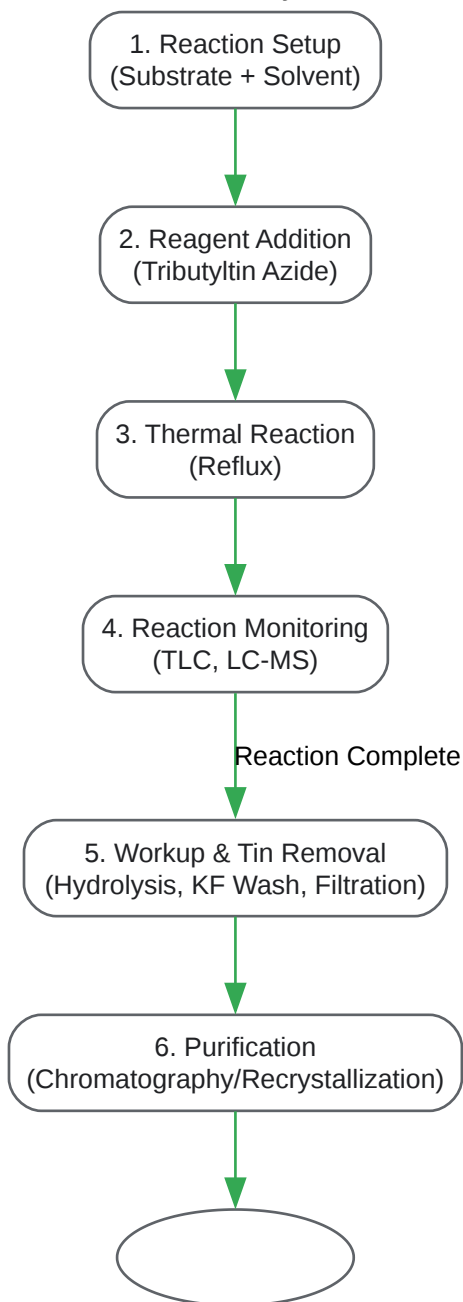 1. Reaction Setup
(Substrate + Solvent)
2. Reagent Addition
(Tributyltin Azide)
3. Thermal Reaction
(Reflux)
4. Reaction Monitoring
(TLC, LC-MS)
Reaction Complete
5. Workup & Tin Removal
(Hydrolysis, KF Wash, Filtration)
6. Purification
(Chromatography/Recrystallization)